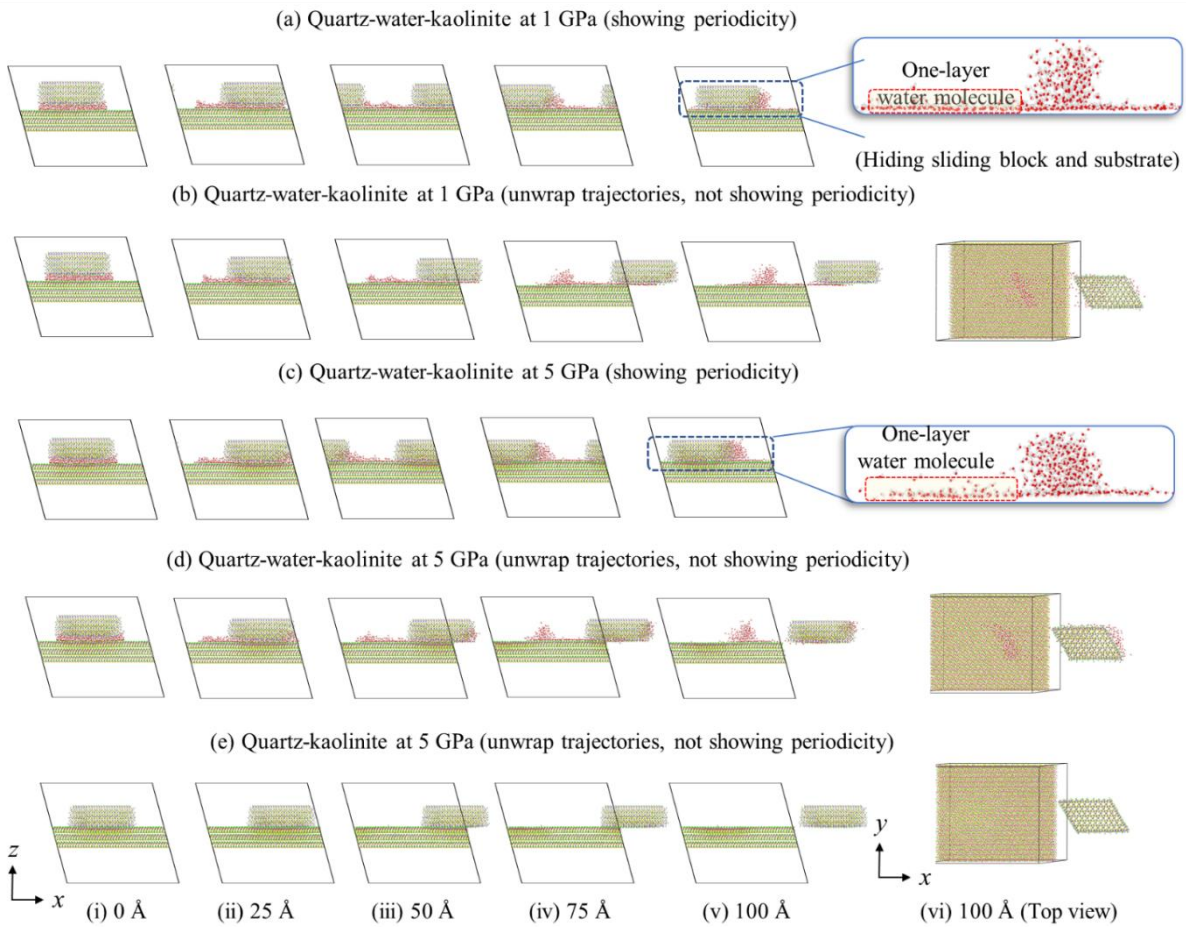 (a) Quartz-water-kaolinite at 1 GPa (showing periodicity)
One-layer
water molecule
(Hiding sliding block and substrate)
(b) Quartz-water-kaolinite at 1 GPa (unwrap trajectories, not showing periodicity)
(c) Quartz-water-kaolinite at 5 GPa (showing periodicity)
One-layer
water molecule
(d) Quartz-water-kaolinite at 5 GPa (unwrap trajectories, not showing periodicity)
(e) Quartz-kaolinite at 5 GPa (unwrap trajectories, not showing periodicity)
z
x
y
x
(i) 0 Å
(ii) 25 Å
(iii) 50 Å
(iv) 75 Å
(v) 100 Å
(vi) 100 Å (Top view)